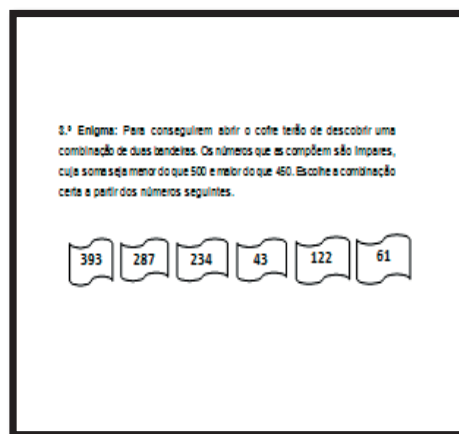 3.º Enigma: Para conseguirem abrir o cofre terão de descobrir uma
combinação de duas bandeiras. Os números que as compõem são ímpares,
cuja soma seja menor do que 500 e maior do que 450. Escolhe a combinação
certa a partir dos números seguintes.
393 287 234 43 122 61